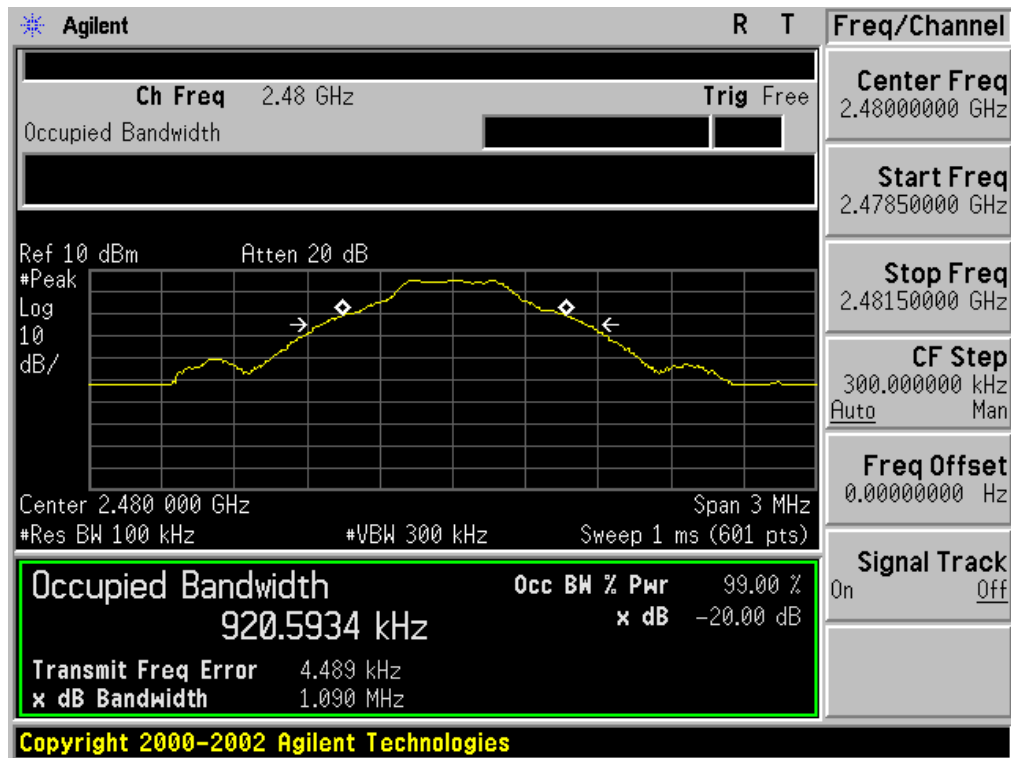 Agilent R T
Ch Freq 2.48 GHz Trig Free
Occupied Bandwidth
Ref 10 dBm Atten 20 dB
#Peak
Log
10
dB/
Center 2.480 000 GHz Span 3 MHz
#Res BW 100 kHz #VBW 300 kHz Sweep 1 ms (601 pts)
Occupied Bandwidth Occ BW % Pwr 99.00 %
920.5934 kHz x dB -20.00 dB
Transmit Freq Error 4.489 kHz
x dB Bandwidth 1.090 MHz
Copyright 2000-2002 Agilent Technologies
Freq/Channel
Center Freq
2.48000000 GHz
Start Freq
2.47850000 GHz
Stop Freq
2.48150000 GHz
CF Step
300.000000 kHz
Auto Man
Freq Offset
0.00000000 Hz
Signal Track
On Off